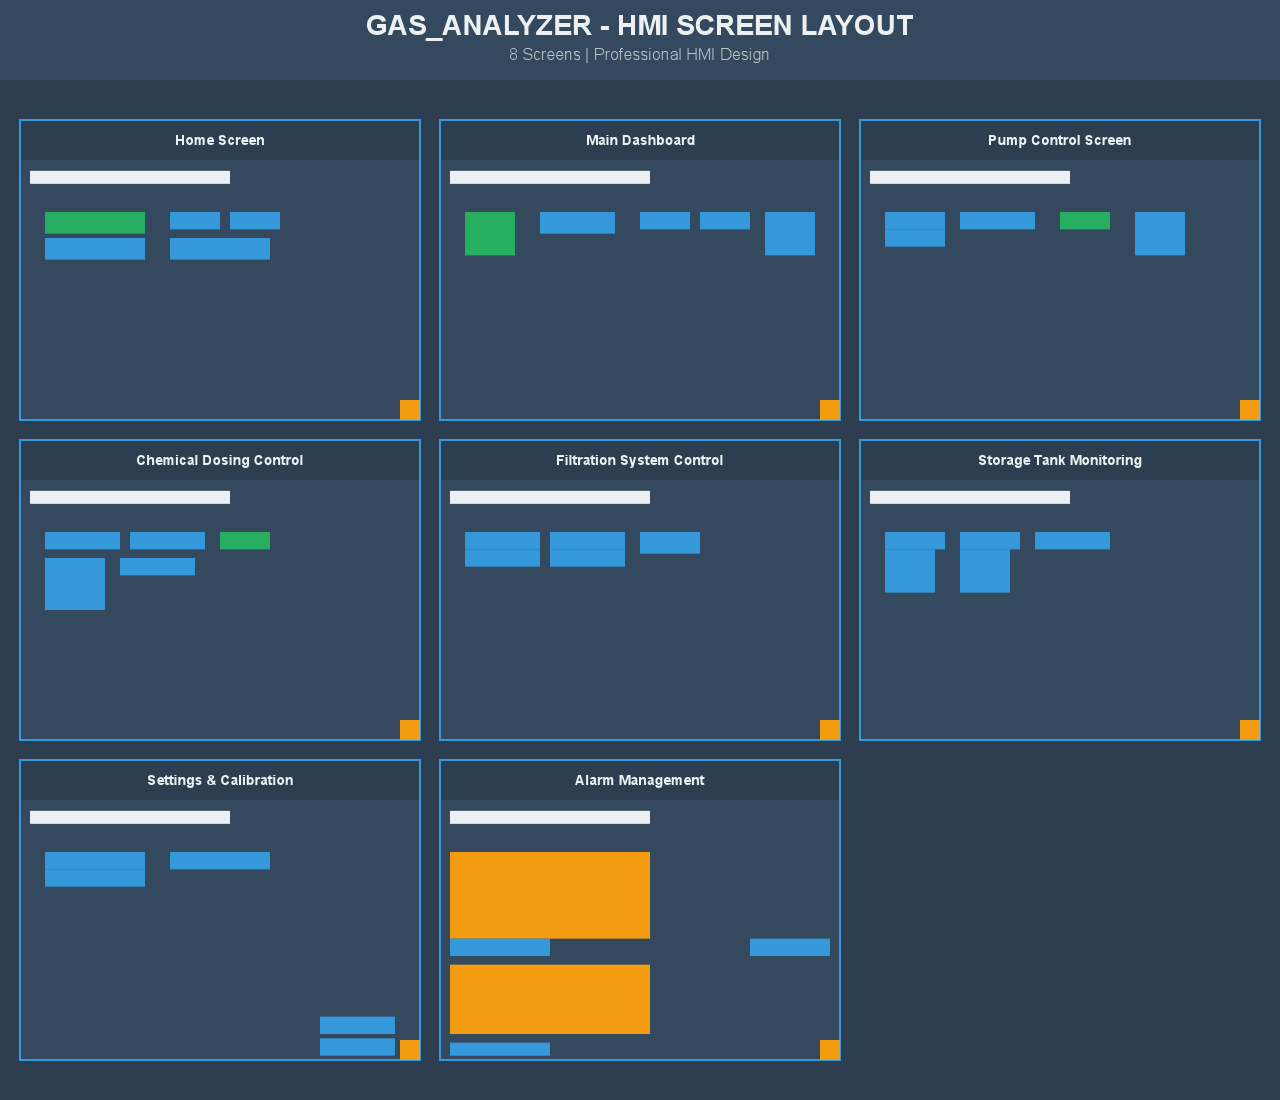 GAS_ANALYZER - HMI SCREEN LAYOUT
8 Screens | Professional HMI Design
Home Screen
Main Dashboard
Pump Control Screen
Chemical Dosing Control
Filtration System Control
Storage Tank Monitoring
Settings & Calibration
Alarm Management